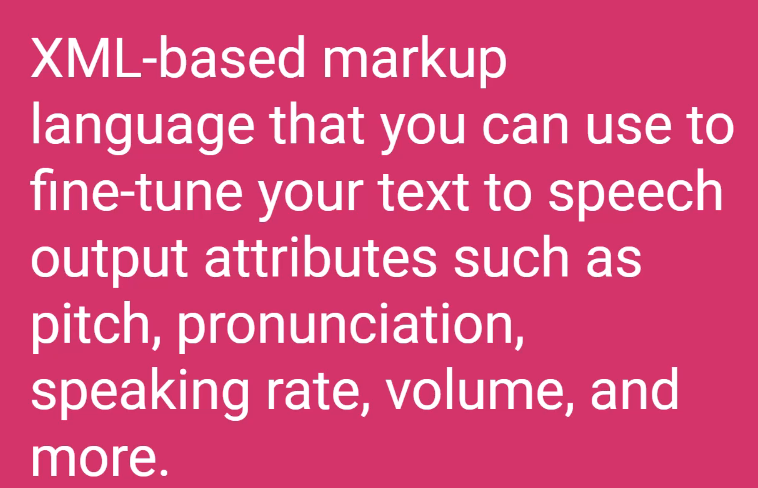 XML-based markup
language that you can use to
fine-tune your text to speech
output attributes such as
pitch, pronunciation,
speaking rate, volume, and
more.